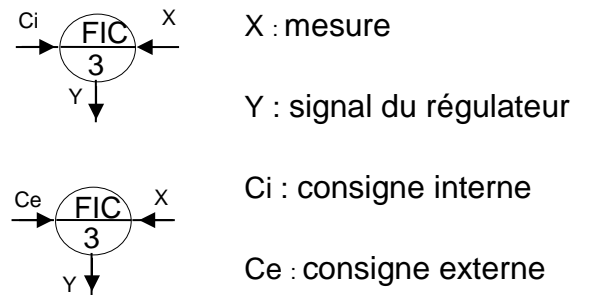 Ci FIC X
3
Y
X : mesure
Y : signal du régulateur
Ce FIC X
3
Y
Ci : consigne interne
Ce : consigne externe